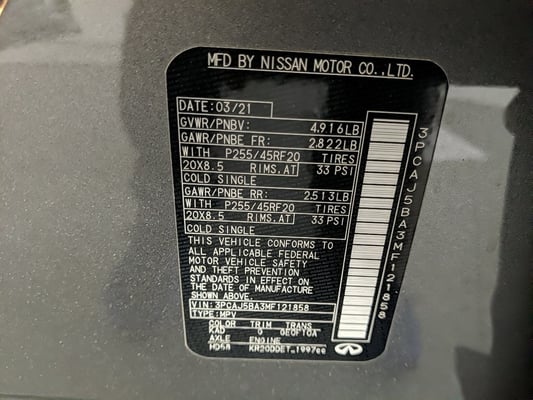 MFD BY NISSAN MOTOR CO.,LTD.
DATE:03/21
GVWR/PNBV: 4,916LB
GAWR/PNBE FR: 2,822LB
WITH P255/45RF20 TIRES
20X8.5 RIMS,AT 33 PSI
COLD SINGLE
GAWR/PNBE RR: 2,513LB
WITH P255/45RF20 TIRES
20X8.5 RIMS,AT 33 PSI
COLD SINGLE
THIS VEHICLE CONFORMS TO
ALL APPLICABLE FEDERAL
MOTOR VEHICLE SAFETY
AND THEFT PREVENTION
STANDARDS IN EFFECT ON
THE DATE OF MANUFACTURE
SHOWN ABOVE.
VIN:3PCAJ5BA3MF121858
TYPE:MPV
COLOR TRIM TRANS
KAD G
AXLE ENGINE
KR20DDET 1997cc
3PCAJ5BA3MF121858